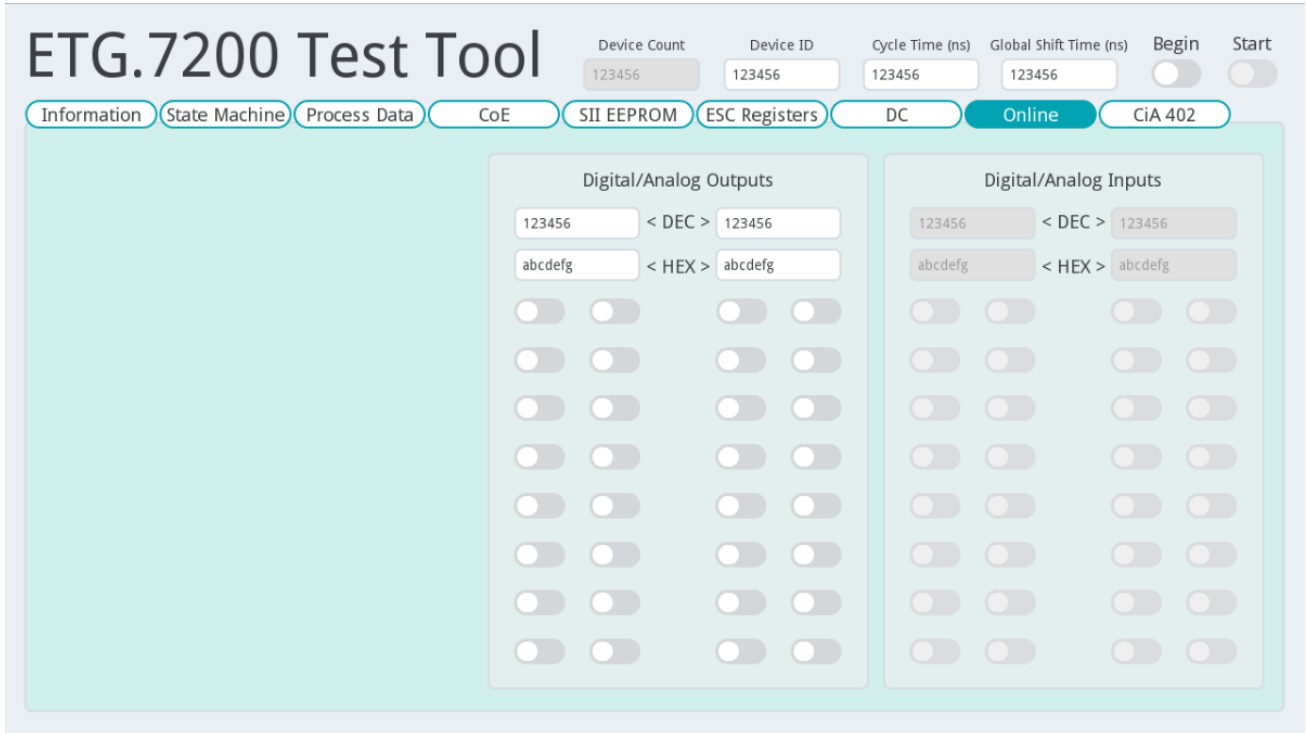 ETG.7200 Test Tool
Device Count Device ID Cycle Time (ns) Global Shift Time (ns) Begin Start
123456 123456 123456 123456
Information State Machine Process Data CoE SII EEPROM ESC Registers DC Online CiA 402
Digital/Analog Outputs Digital/Analog Inputs
123456 < DEC > 123456 123456 < DEC > 123456
abcdefg < HEX > abcdefg abcdefg < HEX > abcdefg